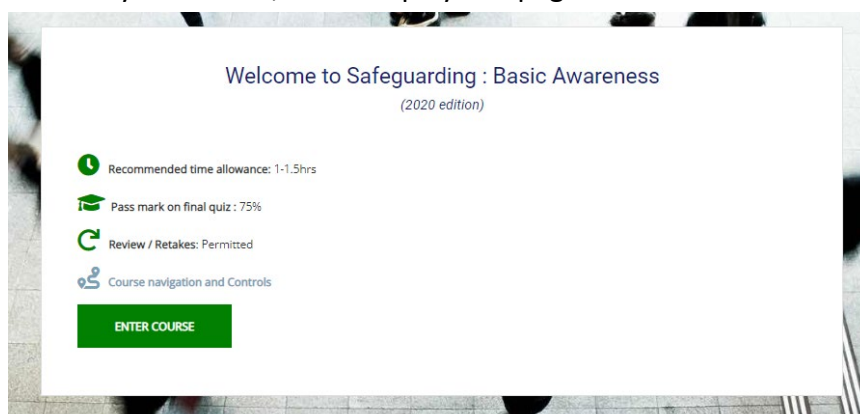 Welcome to Safeguarding : Basic Awareness
(2020 edition)
Recommended time allowance: 1-1.5hrs
Pass mark on final quiz : 75%
Review / Retakes: Permitted
Course navigation and Controls
ENTER COURSE